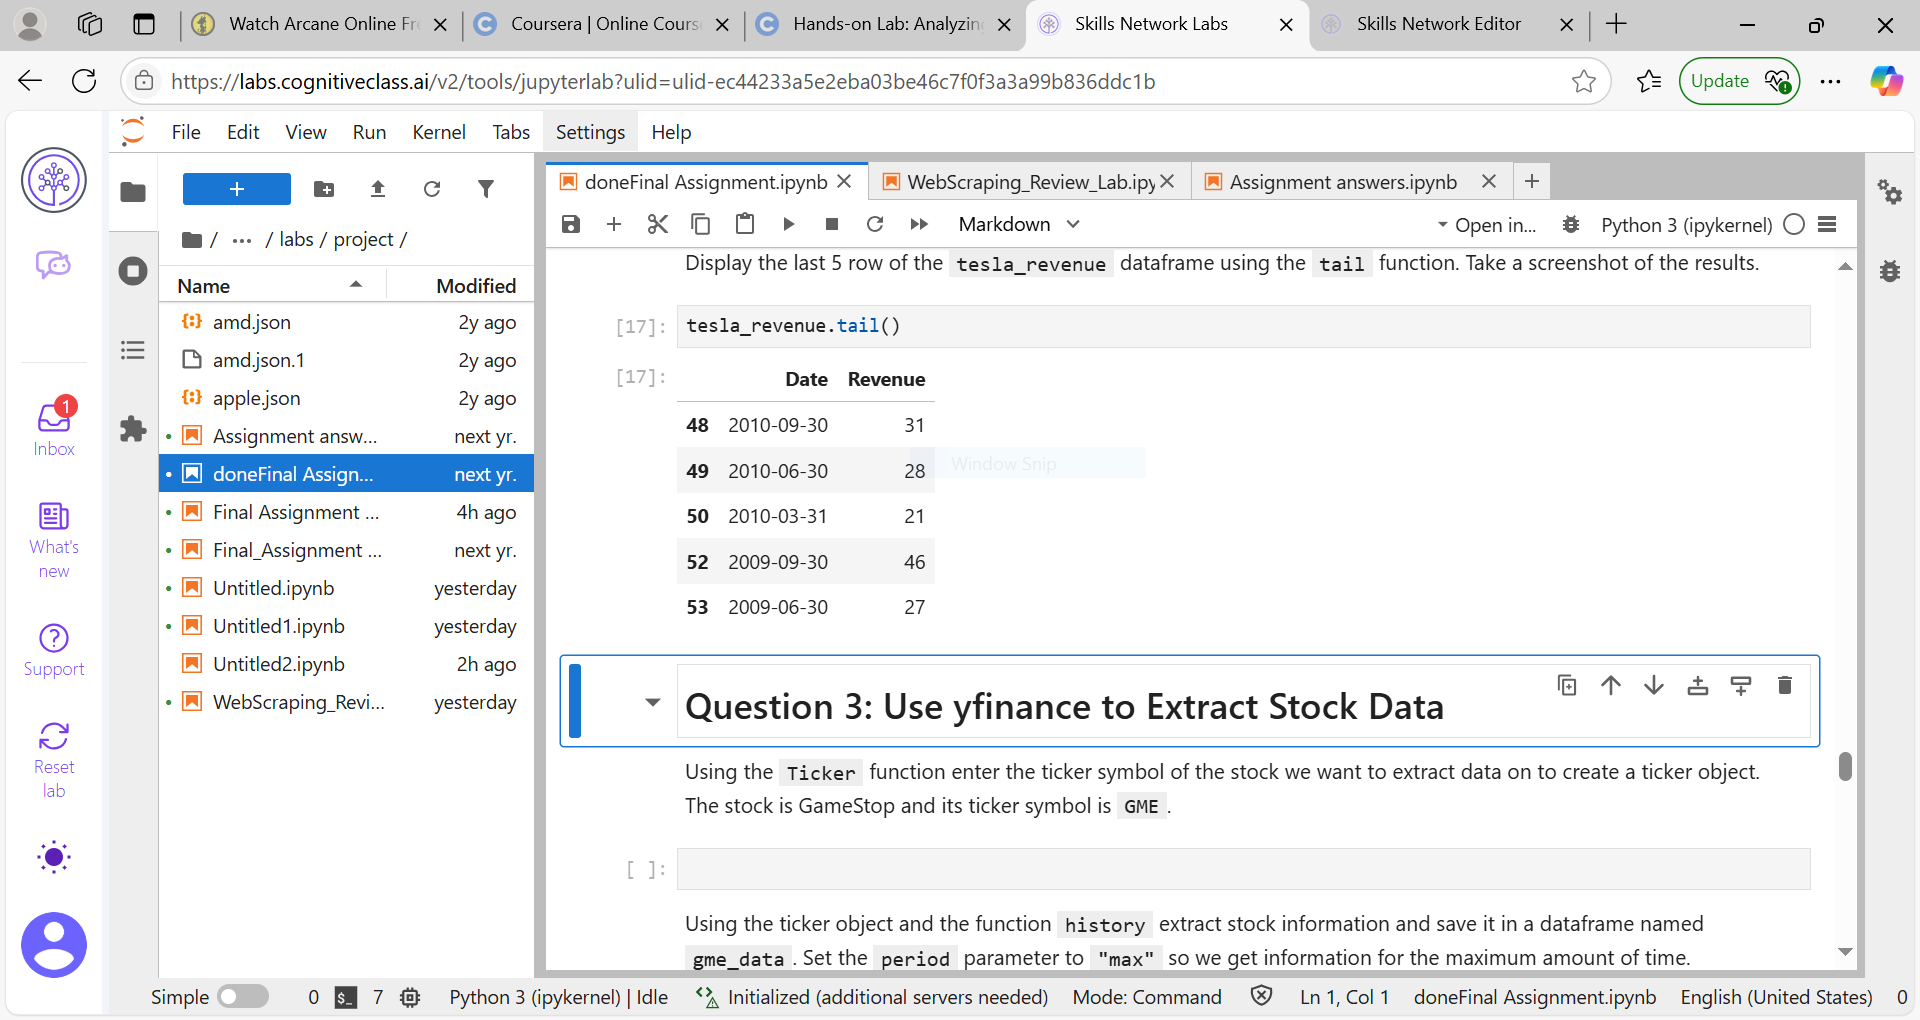 Watch Arcane Online Fr
Coursera | Online Cours
Hands-on Lab: Analyzin
Skills Network Labs
Skills Network Editor
https://labs.cognitiveclass.ai/v2/tools/jupyterlab?ulid=ulid-ec44233a5e2eba03be46c7f0f3a3a99b836ddc1b
Update
File Edit View Run Kernel Tabs Settings Help
doneFinal Assignment.ipynb
WebScraping_Review_Lab.ipy
Assignment answers.ipynb
Markdown
Open in...
Python 3 (ipykernel)
/ ... / labs / project /
Name Modified
amd.json 2y ago
amd.json.1 2y ago
apple.json 2y ago
Assignment answ... next yr.
doneFinal Assign... next yr.
Final Assignment ... 4h ago
Final_Assignment ... next yr.
Untitled.ipynb yesterday
Untitled1.ipynb yesterday
Untitled2.ipynb 2h ago
WebScraping_Revi... yesterday
1
Inbox
What's
new
Support
Reset
lab
Display the last 5 row of the tesla_revenue dataframe using the tail function. Take a screenshot of the results.
[17]: tesla_revenue.tail()
[17]: Date Revenue
48 2010-09-30 31
49 2010-06-30 28
Window Snip
50 2010-03-31 21
52 2009-09-30 46
53 2009-06-30 27
Question 3: Use yfinance to Extract Stock Data
Using the Ticker function enter the ticker symbol of the stock we want to extract data on to create a ticker object.
The stock is GameStop and its ticker symbol is GME .
[ ]:
Using the ticker object and the function history extract stock information and save it in a dataframe named
gme_data . Set the period parameter to "max" so we get information for the maximum amount of time.
Simple 0 $_ 7 Python 3 (ipykernel) | Idle Initialized (additional servers needed) Mode: Command Ln 1, Col 1 doneFinal Assignment.ipynb English (United States) 0